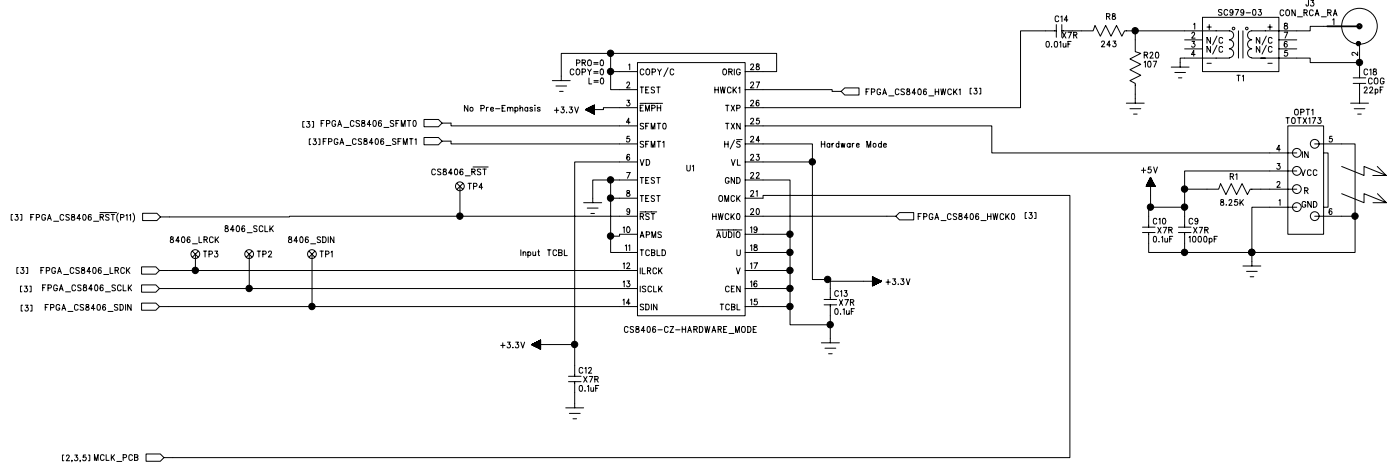 J3
CON_RCA_RA
SC979-03
C14
X7R
0.01uF
R8
243
R20
107
1 + + 8
2 N/C N/C 7
3 N/C N/C 6
4 - - 5
T1
1
2
C18
COG
22pF
PRO=0
COPY=0
L=0
1 COPY/C ORIG 28
2 TEST HWCK1 27
3 EMPH TXP 26
4 SFMT0 TXN 25
5 SFMT1 H/S 24
6 VD VL 23
7 TEST GND 22
8 TEST OMCK 21
9 RST HWCK0 20
10 APMS AUDIO 19
11 TCBLD U 18
12 ILRCK V 17
13 ISCLK CEN 16
14 SDIN TCBL 15
U1
CS8406-CZ-HARDWARE_MODE
No Pre-Emphasis +3.3V
FPGA_CS8406_HWCK1 [3]
[3] FPGA_CS8406_SFMT0
[3]FPGA_CS8406_SFMT1
Hardware Mode
CS8406_RST
TP4
[3] FPGA_CS8406_RST(P11)
FPGA_CS8406_HWCK0 [3]
8406_LRCK
TP3
8406_SCLK
TP2
8406_SDIN
TP1
Input TCBL
[3] FPGA_CS8406_LRCK
[3] FPGA_CS8406_SCLK
[3] FPGA_CS8406_SDIN
+3.3V
C13
X7R
0.1uF
+3.3V
C12
X7R
0.1uF
OPT1
TOTX173
4 IN
3 VCC
2 R
1 GND
5
6
+5V
R1
8.25K
C10
X7R
0.1uF
C9
X7R
1000pF
[2,3,5] MCLK_PCB